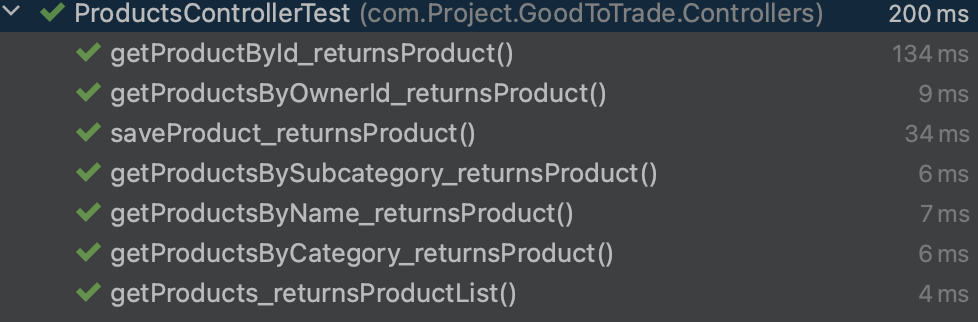 ProductsControllerTest (com.Project.GoodToTrade.Controllers) 200 ms
getProductById_returnsProduct() 134 ms
getProductsByOwnerId_returnsProduct() 9 ms
saveProduct_returnsProduct() 34 ms
getProductsBySubcategory_returnsProduct() 6 ms
getProductsByName_returnsProduct() 7 ms
getProductsByCategory_returnsProduct() 6 ms
getProducts_returnsProductList() 4 ms